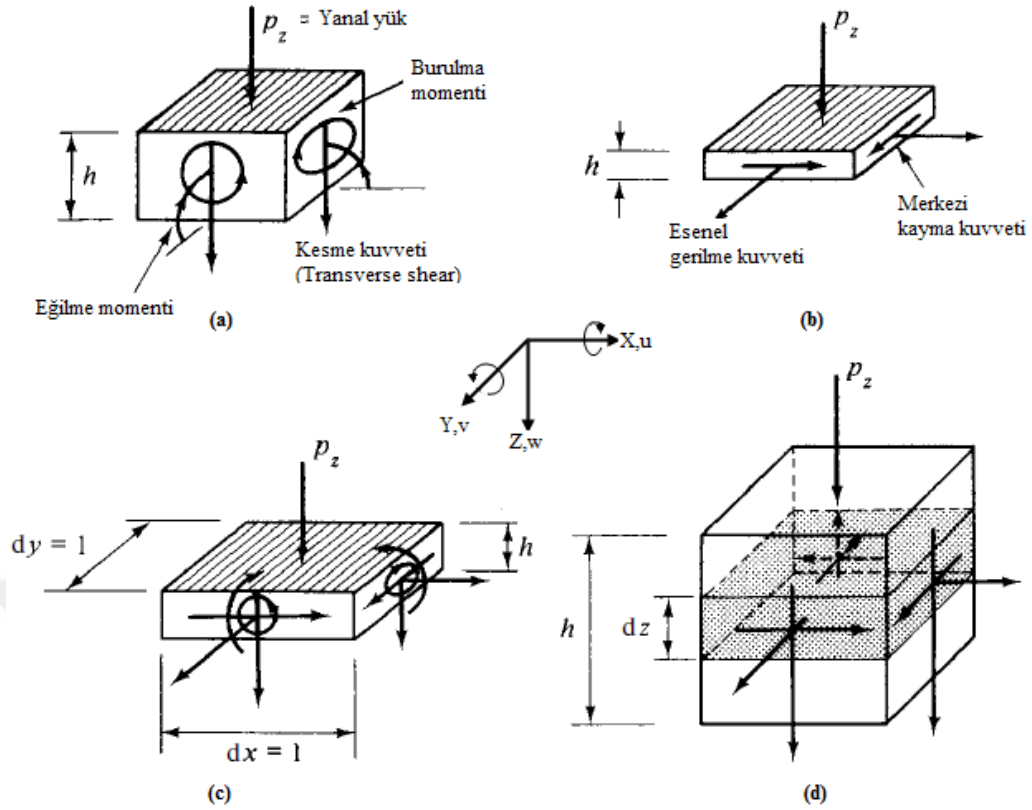 p_z = Yanal yük
Burulma
momenti
h
Kesme kuvveti
(Transverse shear)
Eğilme momenti
(a)
p_z
h
Esenel
gerilme kuvveti
Merkezi
kayma kuvveti
(b)
X,u
Y,v
Z,w
p_z
dy = 1
h
dx = 1
(c)
p_z
h
dz
(d)